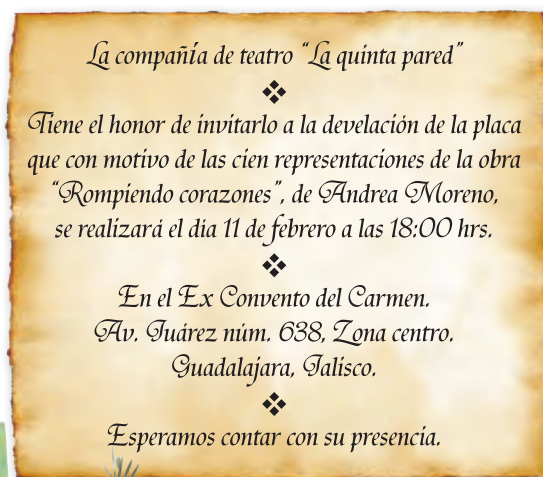 La compañía de teatro “La quinta pared”
Tiene el honor de invitarlo a la develación de la placa
que con motivo de las cien representaciones de la obra
“Rompiendo corazones”, de Andrea Moreno,
se realizará el día 11 de febrero a las 18:00 hrs.
En el Ex Convento del Carmen.
Av. Juárez núm. 638, Zona centro.
Guadalajara, Jalisco.
Esperamos contar con su presencia.